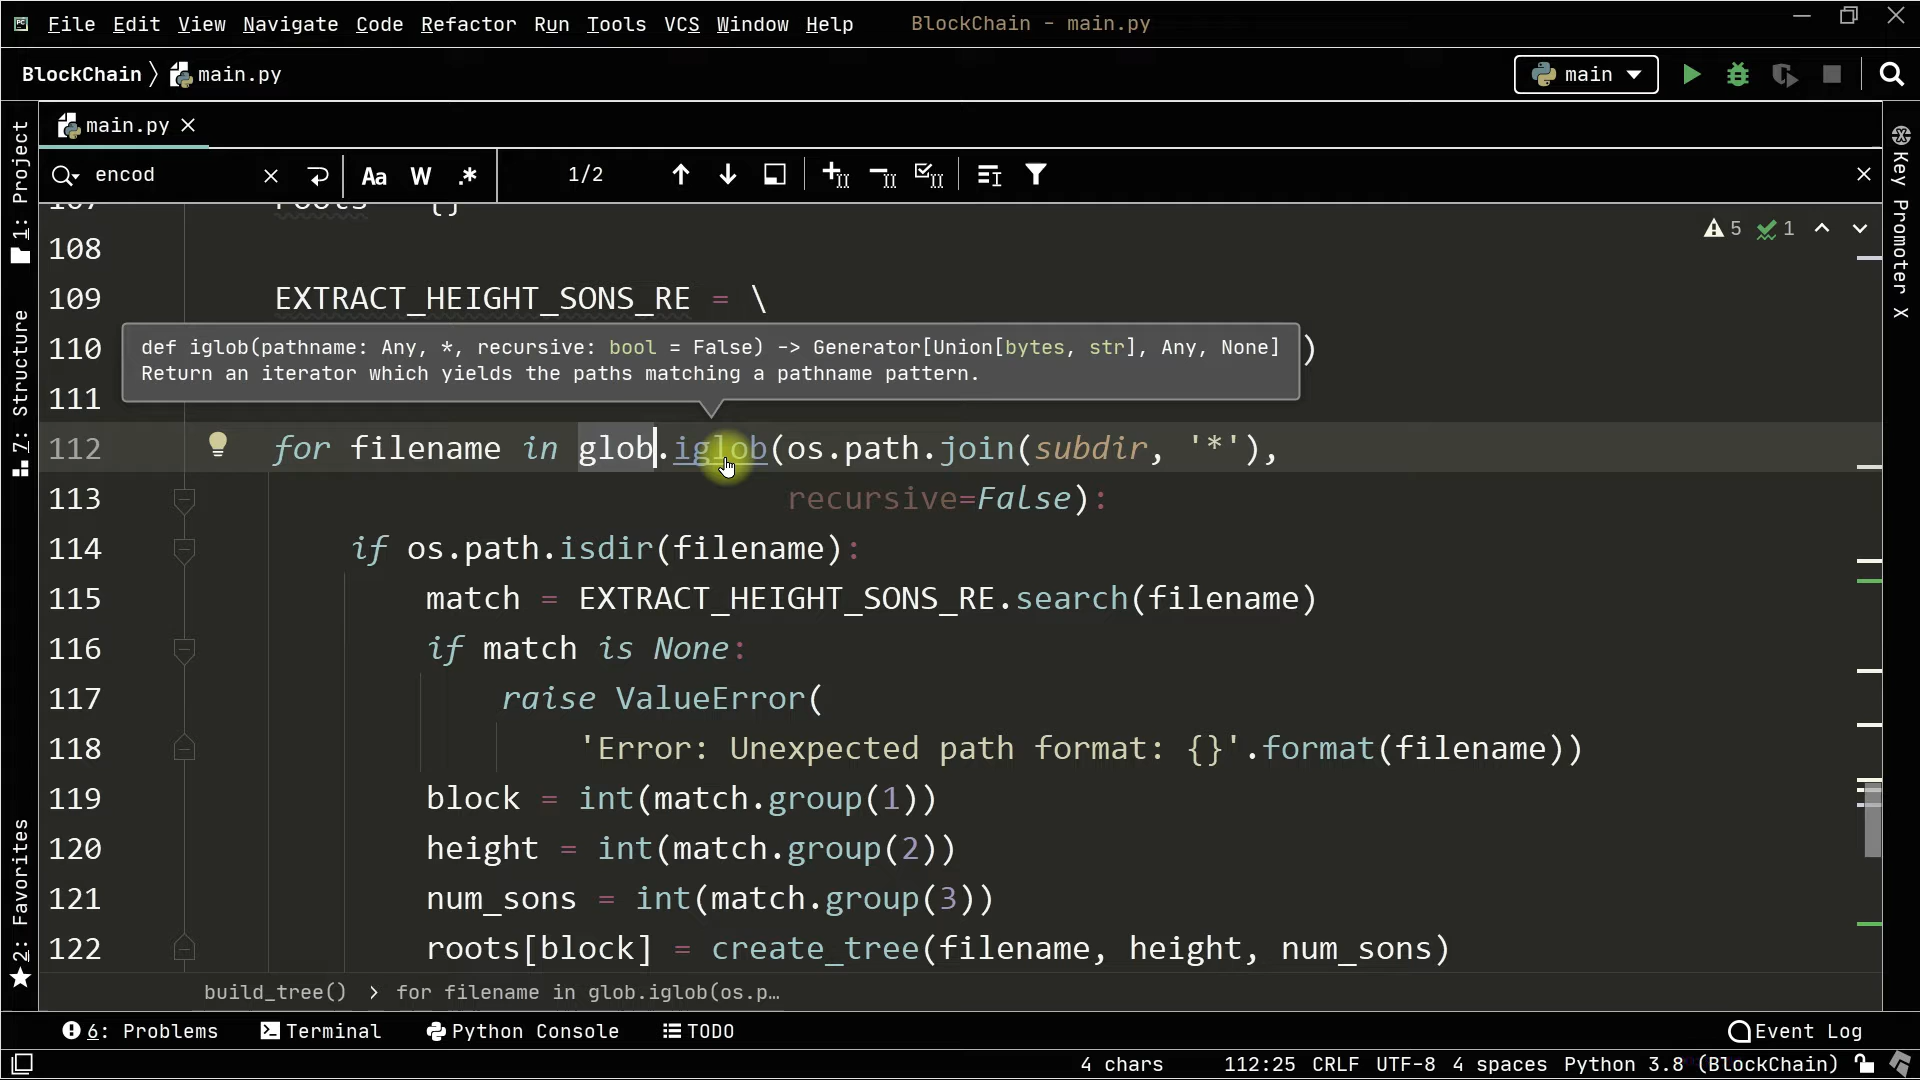 File Edit View Navigate Code Refactor Run Tools VCS Window Help BlockChain - main.py
BlockChain main.py
main
main.py
encod
Aa W .* 1/2
1: Project
7: Structure
2: Favorites
Key Promoter X
5 1
107 roots {}
108
109 EXTRACT_HEIGHT_SONS_RE = \
110 )
def iglob(pathname: Any, *, recursive: bool = False) -> Generator[Union[bytes, str], Any, None]
Return an iterator which yields the paths matching a pathname pattern.
111
112 for filename in glob.iglob(os.path.join(subdir, '*'),
113 recursive=False):
114 if os.path.isdir(filename):
115 match = EXTRACT_HEIGHT_SONS_RE.search(filename)
116 if match is None:
117 raise ValueError(
118 'Error: Unexpected path format: {}'.format(filename))
119 block = int(match.group(1))
120 height = int(match.group(2))
121 num_sons = int(match.group(3))
122 roots[block] = create_tree(filename, height, num_sons)
build_tree() > for filename in glob.iglob(os.p…
6: Problems Terminal Python Console TODO Event Log
4 chars 112:25 CRLF UTF-8 4 spaces Python 3.8 (BlockChain)